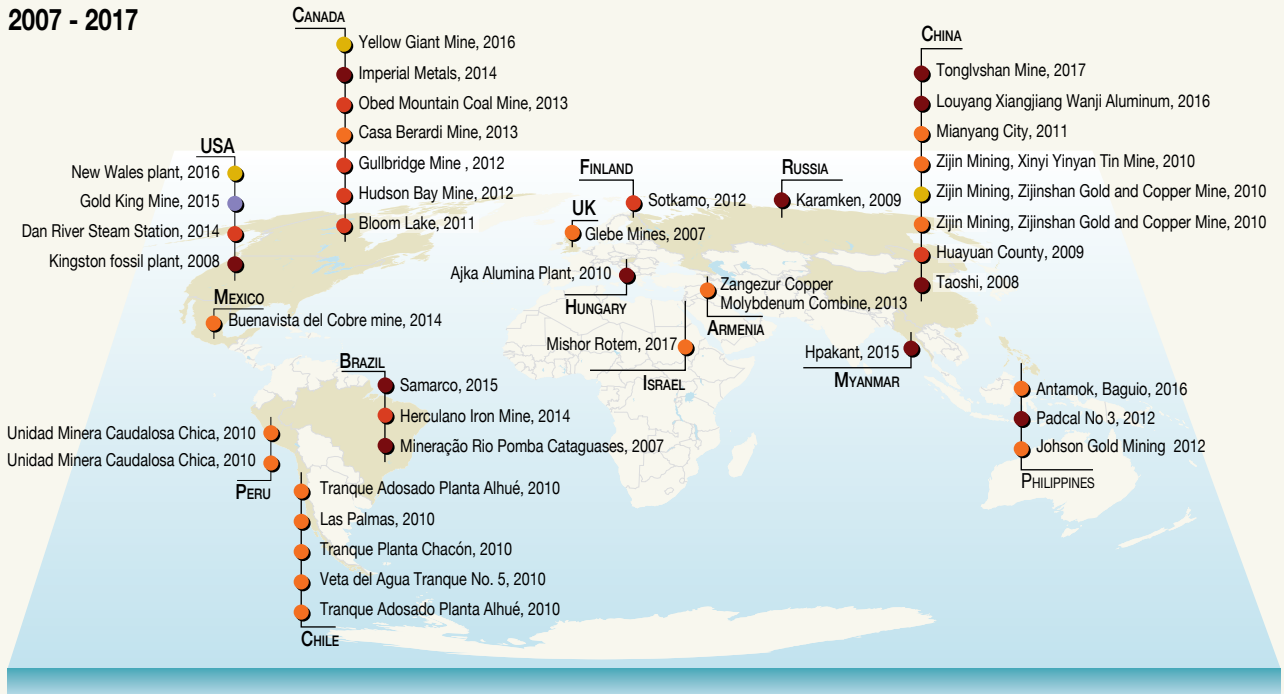 2007 - 2017
CANADA
Yellow Giant Mine, 2016
Imperial Metals, 2014
Obed Mountain Coal Mine, 2013
Casa Berardi Mine, 2013
Gullbridge Mine , 2012
Hudson Bay Mine, 2012
Bloom Lake, 2011
USA
New Wales plant, 2016
Gold King Mine, 2015
Dan River Steam Station, 2014
Kingston fossil plant, 2008
MEXICO
Buenavista del Cobre mine, 2014
BRAZIL
Samarco, 2015
Herculano Iron Mine, 2014
Mineração Rio Pomba Cataguases, 2007
Unidad Minera Caudalosa Chica, 2010
Unidad Minera Caudalosa Chica, 2010
PERU
Tranque Adosado Planta Alhué, 2010
Las Palmas, 2010
Tranque Planta Chacón, 2010
Veta del Agua Tranque No. 5, 2010
Tranque Adosado Planta Alhué, 2010
CHILE
FINLAND
Sotkamo, 2012
UK
Glebe Mines, 2007
Ajka Alumina Plant, 2010
HUNGARY
RUSSIA
Karamken, 2009
Zangezur Copper
Molybdenum Combine, 2013
ARMENIA
Mishor Rotem, 2017
ISRAEL
CHINA
Tonglvshan Mine, 2017
Louyang Xiangjiang Wanji Aluminum, 2016
Mianyang City, 2011
Zijin Mining, Xinyi Yinyan Tin Mine, 2010
Zijin Mining, Zijinshan Gold and Copper Mine, 2010
Zijin Mining, Zijinshan Gold and Copper Mine, 2010
Huayuan County, 2009
Taoshi, 2008
Hpakant, 2015
MYANMAR
Antamok, Baguio, 2016
Padcal No 3, 2012
Johson Gold Mining 2012
PHILIPPINES